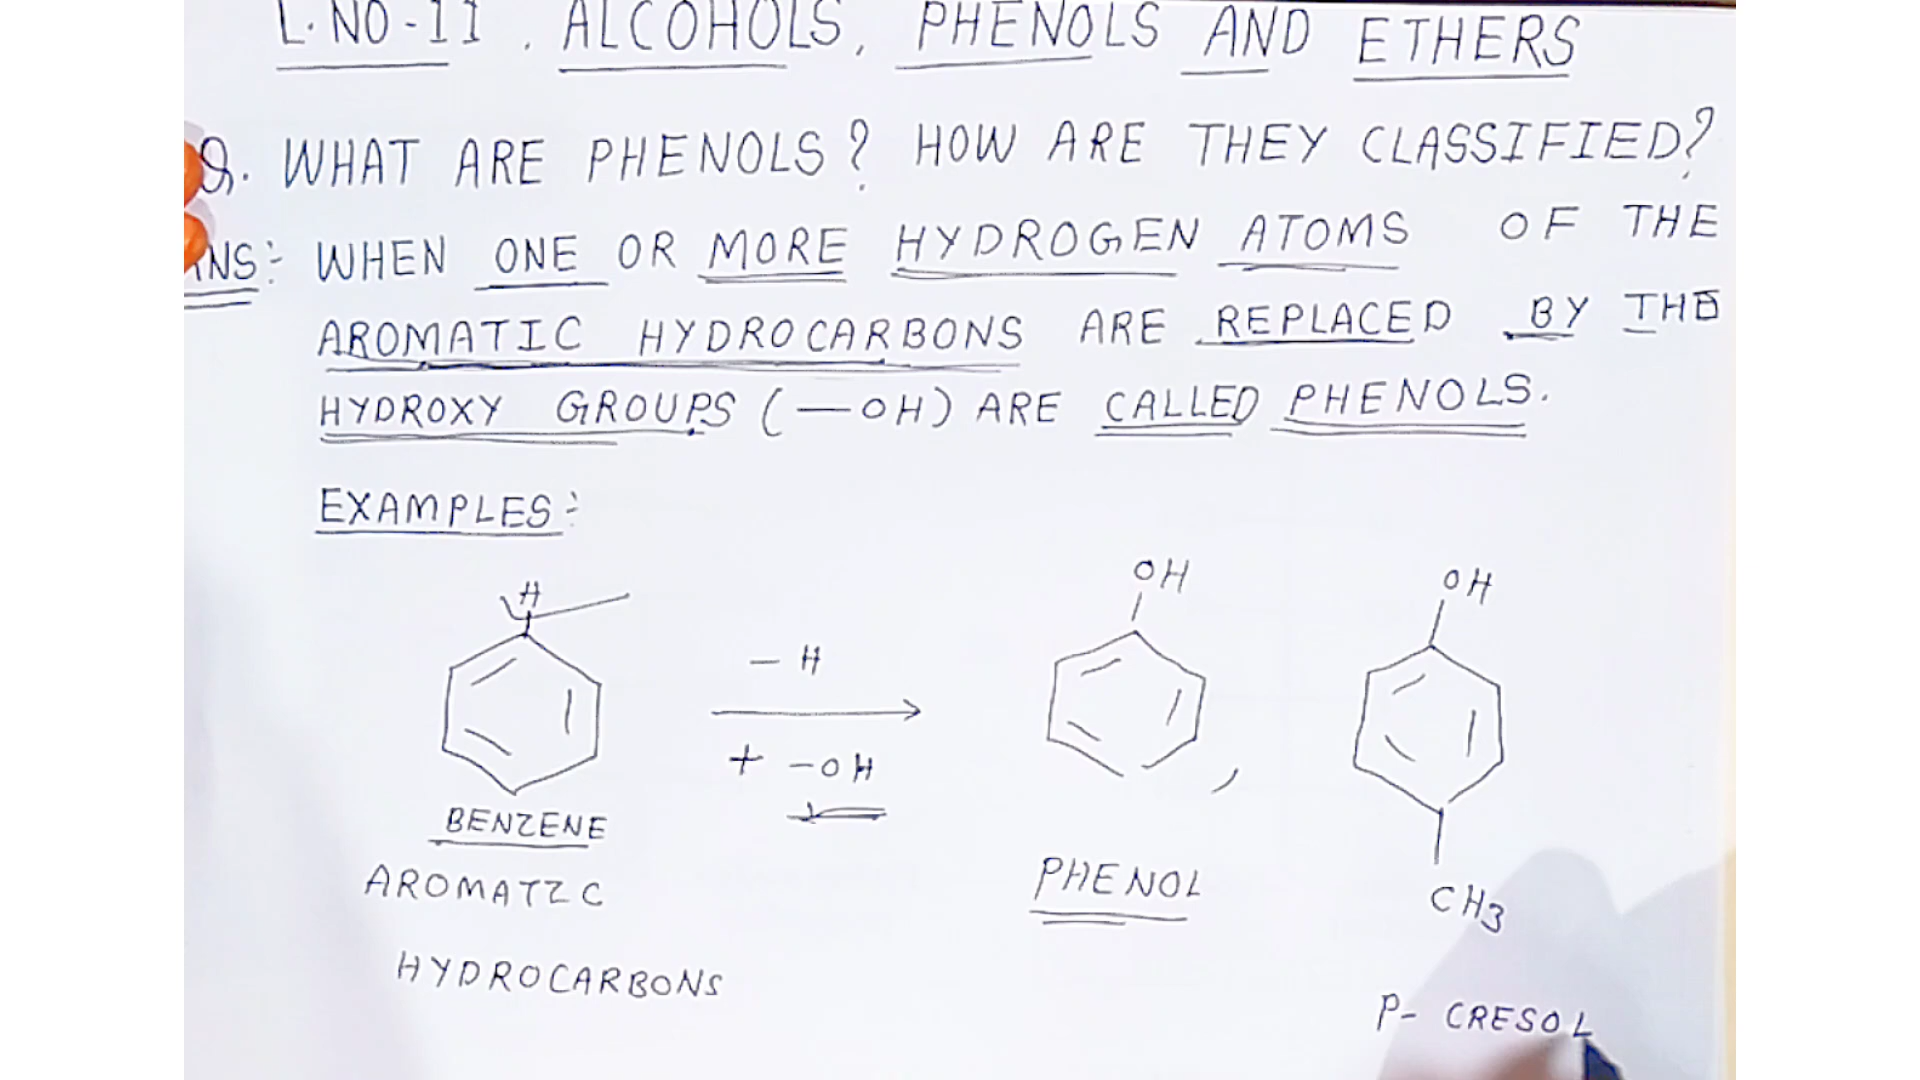 L.NO-11. ALCOHOLS, PHENOLS AND ETHERS
Q. WHAT ARE PHENOLS? HOW ARE THEY CLASSIFIED?
ANS:- WHEN ONE OR MORE HYDROGEN ATOMS OF THE
AROMATIC HYDROCARBONS ARE REPLACED BY THE
HYDROXY GROUPS (—OH) ARE CALLED PHENOLS.
EXAMPLES:-
H
— H
+ —OH
BENZENE
AROMATIC
HYDROCARBONS
OH
,
PHENOL
OH
CH3
P- CRESOL